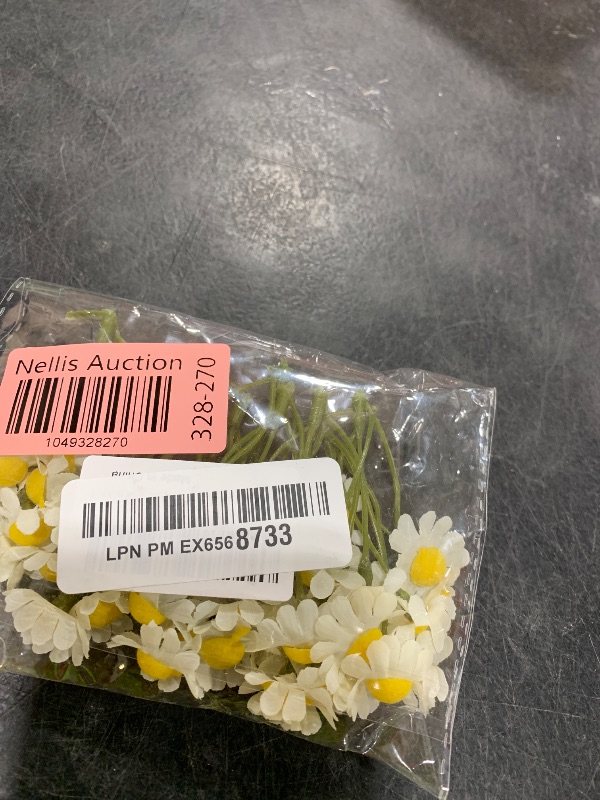 Nellis Auction
1049328270
328-270
LPN PM EX6568733